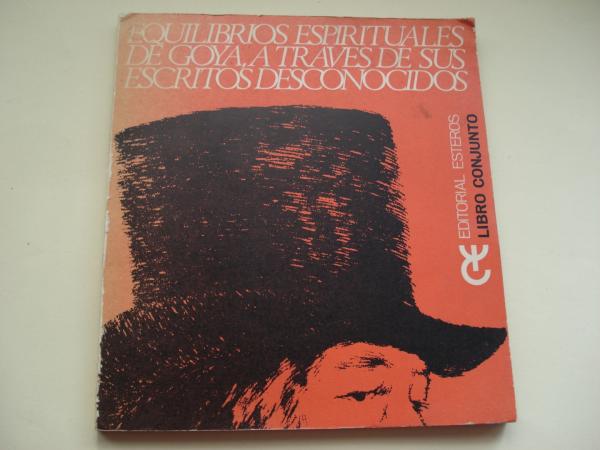 EQUILIBRIOS ESPIRITUALES
DE GOYA, A TRAVES DE SUS
ESCRITOS DESCONOCIDOS
EDITORIAL ESTEROS
LIBRO CONJUNTO